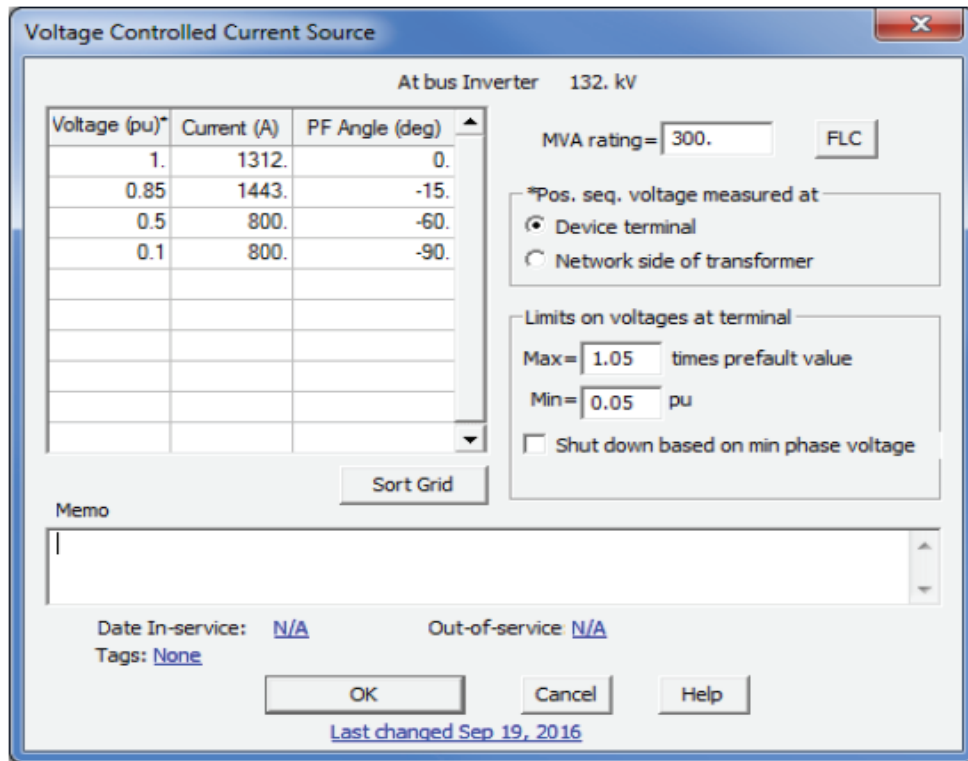 Voltage Controlled Current Source
At bus Inverter 132. kV
Voltage (pu)* Current (A) PF Angle (deg)
1. 1312. 0.
0.85 1443. -15.
0.5 800. -60.
0.1 800. -90.
Sort Grid
MVA rating= 300. FLC
*Pos. seq. voltage measured at
Device terminal
Network side of transformer
Limits on voltages at terminal
Max= 1.05 times prefault value
Min= 0.05 pu
Shut down based on min phase voltage
Memo
Date In-service: N/A Out-of-service N/A
Tags: None
OK Cancel Help
Last changed Sep 19, 2016